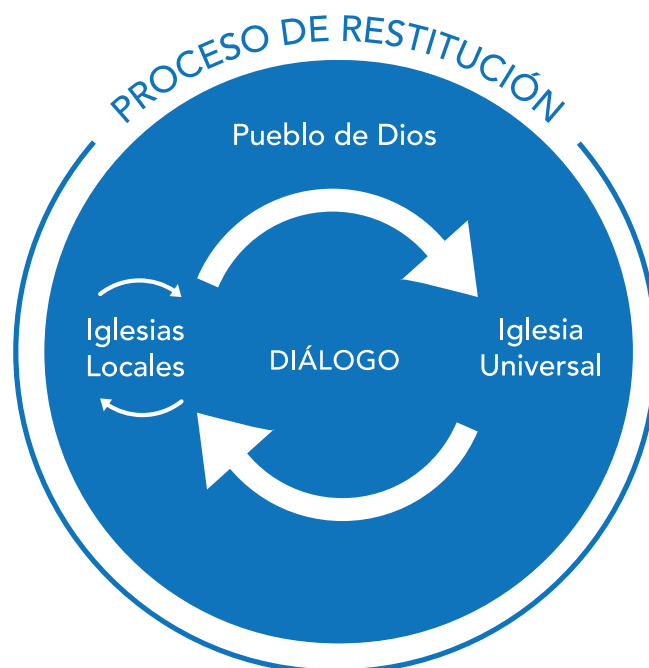 PROCESO DE RESTITUCIÓN
Pueblo de Dios
Iglesias
Locales
DIÁLOGO
Iglesia
Universal